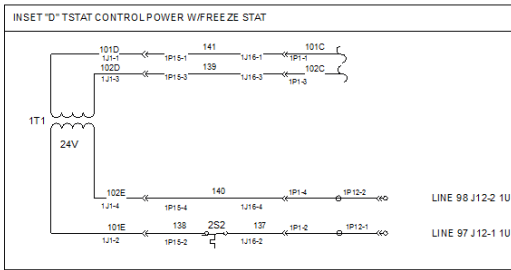 INSET "D" TSTAT CONTROL POWER W/FREEZE STAT
101D 141 101C
1J1-1 1P15-1 1J16-1 1P1-1
102D 139 102C
1J1-3 1P15-3 1J16-3 1P1-3
1T1
24V
102E 140 1P1-4 1P12-2
1J1-4 1P15-4 1J16-4
LINE 98 J12-2 1U
101E 138 2S2 137 1P1-2 1P12-1
1J1-2 1P15-2 1J16-2
LINE 97 J12-1 1U